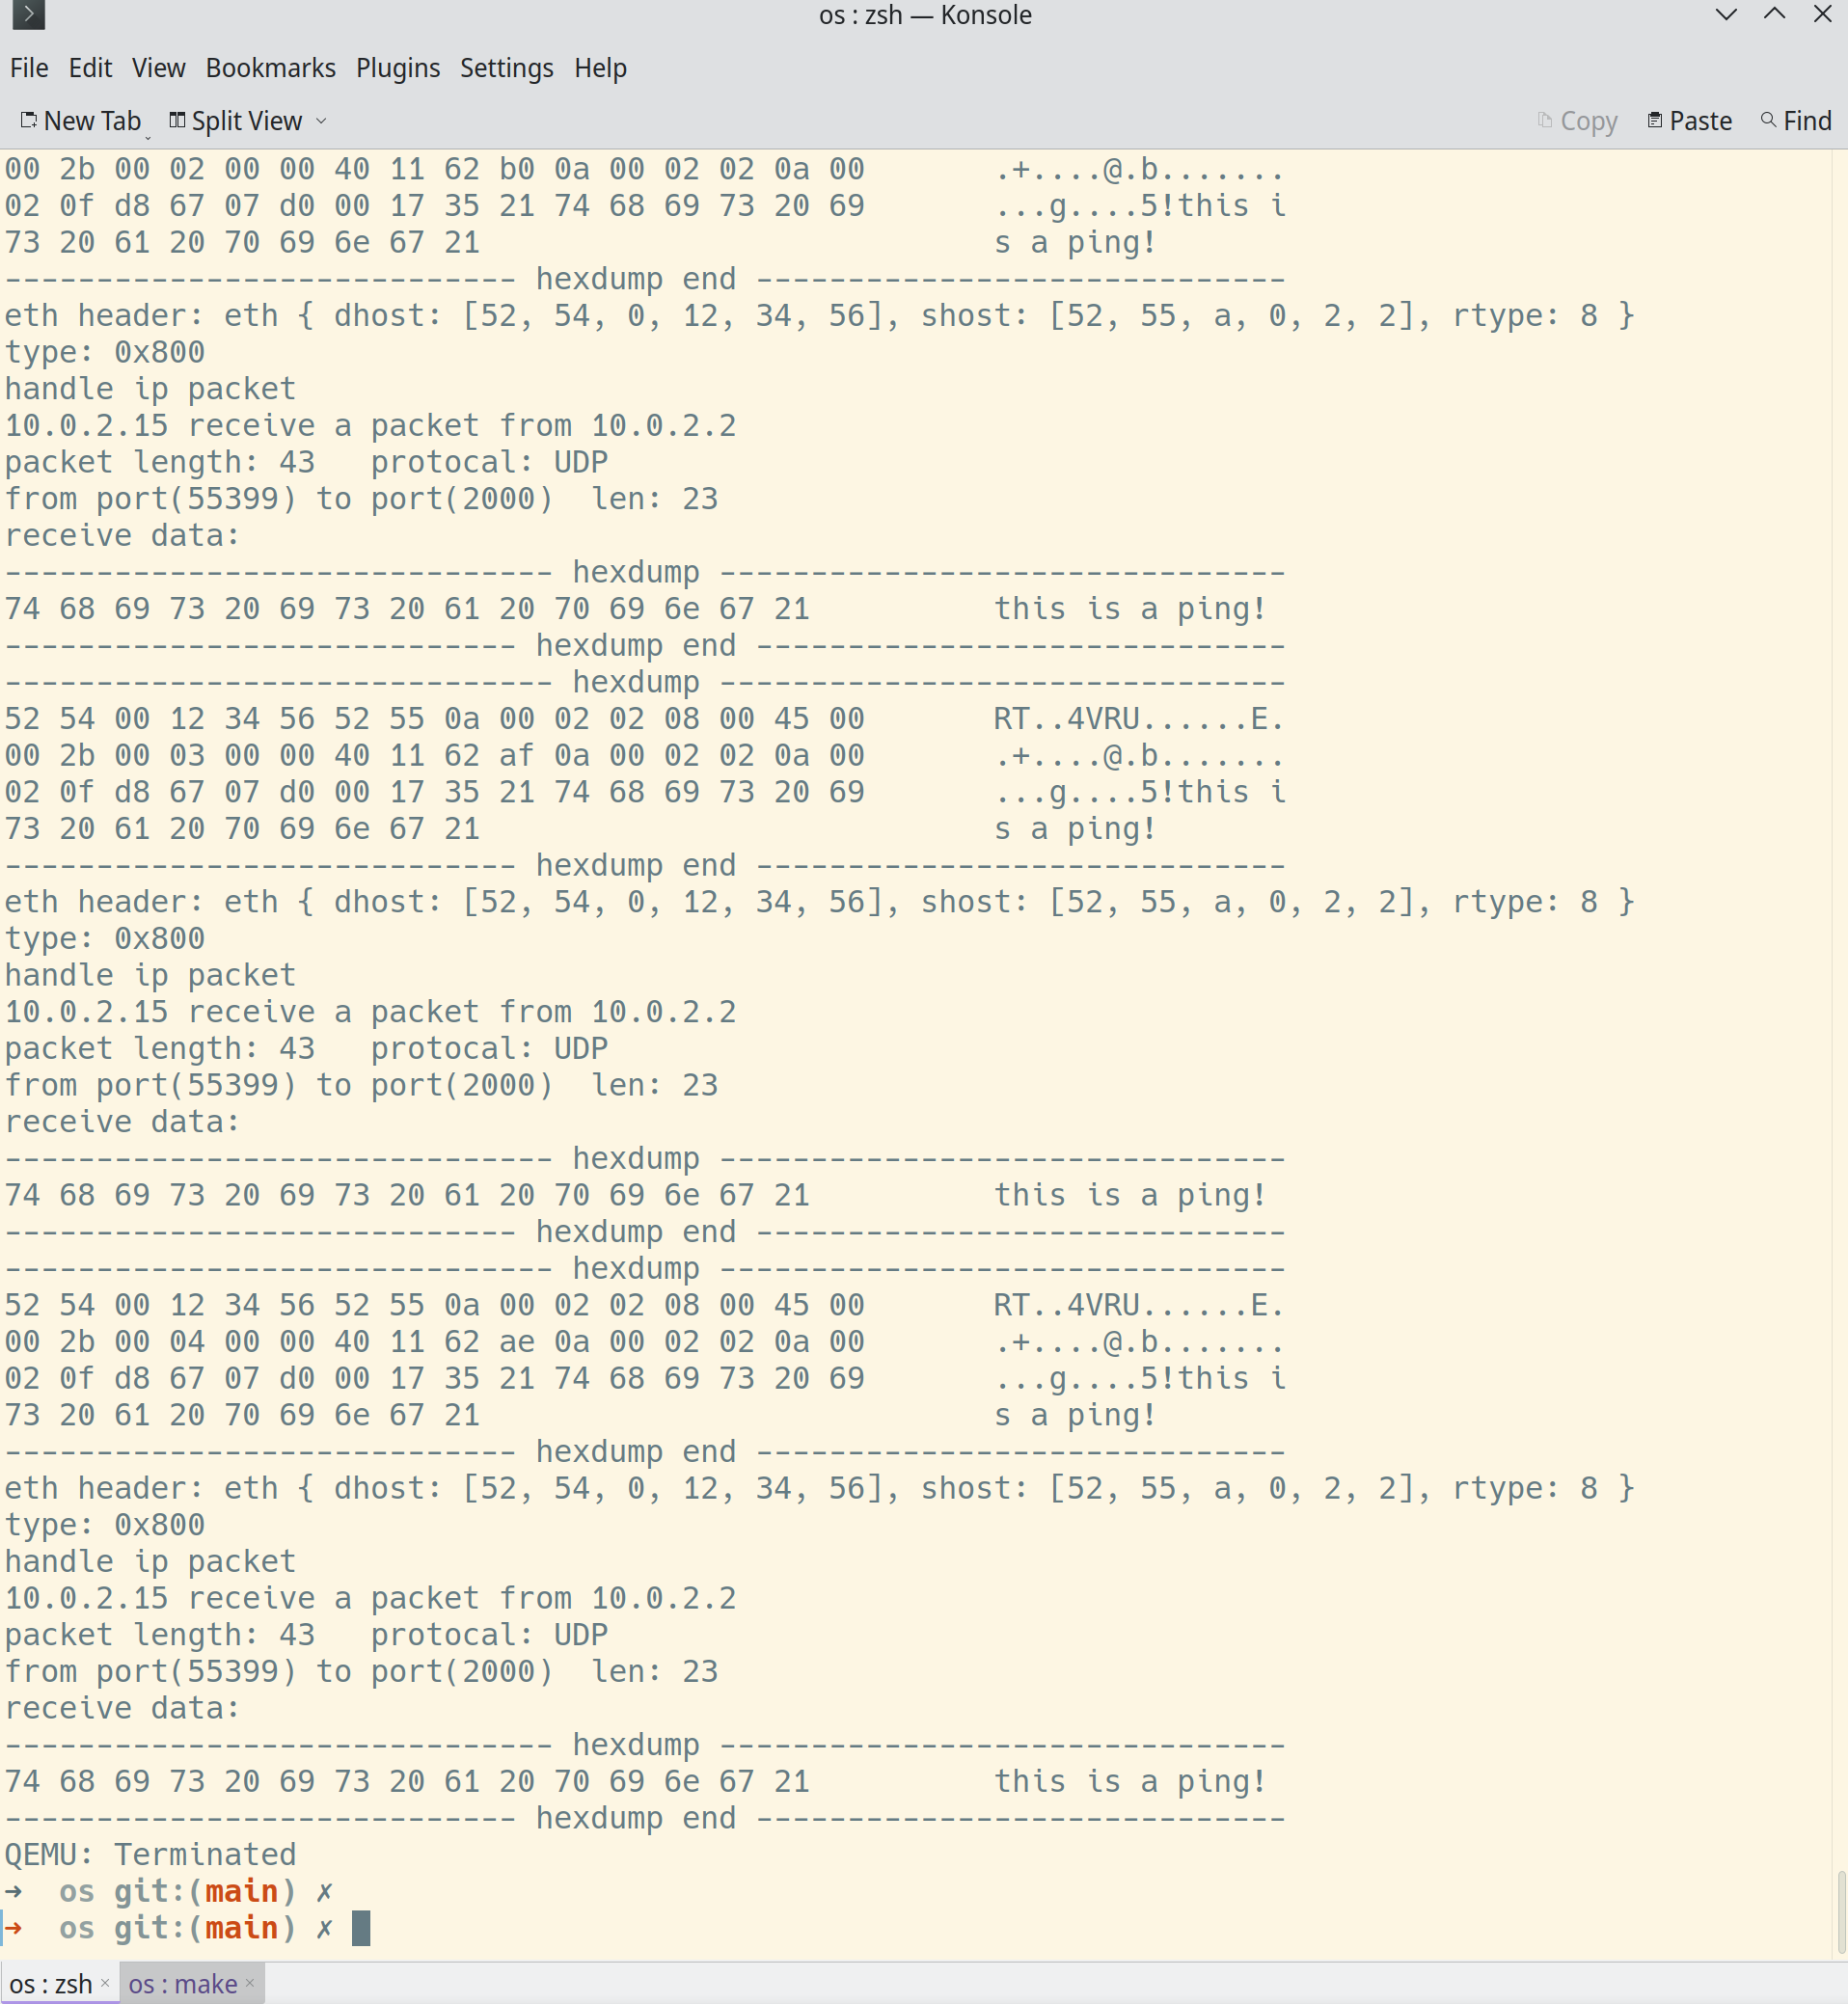 os : zsh — Konsole
File Edit View Bookmarks Plugins Settings Help
New Tab Split View Copy Paste Find
00 2b 00 02 00 00 40 11 62 b0 0a 00 02 02 0a 00       .+....@.b.......
02 0f d8 67 07 d0 00 17 35 21 74 68 69 73 20 69       ...g....5!this i
73 20 61 20 70 69 6e 67 21                            s a ping!
---------------------------- hexdump end -----------------------------
eth header: eth { dhost: [52, 54, 0, 12, 34, 56], shost: [52, 55, a, 0, 2, 2], rtype: 8 }
type: 0x800
handle ip packet
10.0.2.15 receive a packet from 10.0.2.2
packet length: 43   protocal: UDP
from port(55399) to port(2000)  len: 23
receive data:
------------------------------ hexdump -------------------------------
74 68 69 73 20 69 73 20 61 20 70 69 6e 67 21          this is a ping!
---------------------------- hexdump end -----------------------------
------------------------------ hexdump -------------------------------
52 54 00 12 34 56 52 55 0a 00 02 02 08 00 45 00       RT..4VRU......E.
00 2b 00 03 00 00 40 11 62 af 0a 00 02 02 0a 00       .+....@.b.......
02 0f d8 67 07 d0 00 17 35 21 74 68 69 73 20 69       ...g....5!this i
73 20 61 20 70 69 6e 67 21                            s a ping!
---------------------------- hexdump end -----------------------------
eth header: eth { dhost: [52, 54, 0, 12, 34, 56], shost: [52, 55, a, 0, 2, 2], rtype: 8 }
type: 0x800
handle ip packet
10.0.2.15 receive a packet from 10.0.2.2
packet length: 43   protocal: UDP
from port(55399) to port(2000)  len: 23
receive data:
------------------------------ hexdump -------------------------------
74 68 69 73 20 69 73 20 61 20 70 69 6e 67 21          this is a ping!
---------------------------- hexdump end -----------------------------
------------------------------ hexdump -------------------------------
52 54 00 12 34 56 52 55 0a 00 02 02 08 00 45 00       RT..4VRU......E.
00 2b 00 04 00 00 40 11 62 ae 0a 00 02 02 0a 00       .+....@.b.......
02 0f d8 67 07 d0 00 17 35 21 74 68 69 73 20 69       ...g....5!this i
73 20 61 20 70 69 6e 67 21                            s a ping!
---------------------------- hexdump end -----------------------------
eth header: eth { dhost: [52, 54, 0, 12, 34, 56], shost: [52, 55, a, 0, 2, 2], rtype: 8 }
type: 0x800
handle ip packet
10.0.2.15 receive a packet from 10.0.2.2
packet length: 43   protocal: UDP
from port(55399) to port(2000)  len: 23
receive data:
------------------------------ hexdump -------------------------------
74 68 69 73 20 69 73 20 61 20 70 69 6e 67 21          this is a ping!
---------------------------- hexdump end -----------------------------
QEMU: Terminated
➜  os git:(main) ✗
➜  os git:(main) ✗
os : zsh × os : make ×